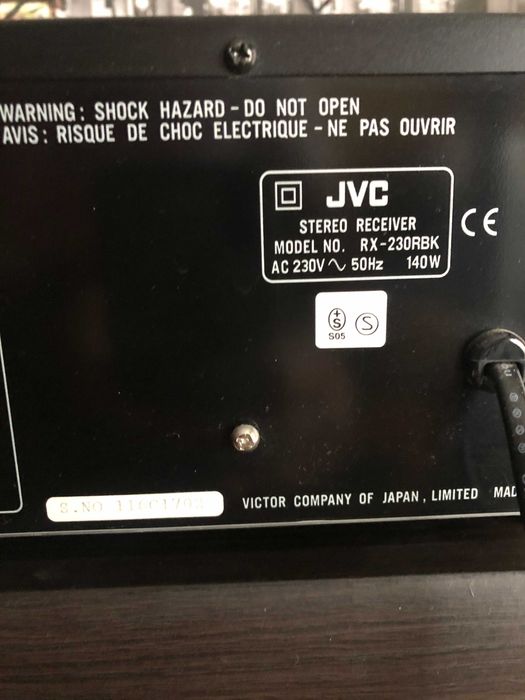 WARNING : SHOCK HAZARD - DO NOT OPEN
AVIS : RISQUE DE CHOC ELECTRIQUE - NE PAS OUVRIR
JVC
STEREO RECEIVER
MODEL NO. RX-230RBK
AC 230V ∿ 50Hz 140W
CE
+
S
S
S05
S.NO.
VICTOR COMPANY OF JAPAN, LIMITED